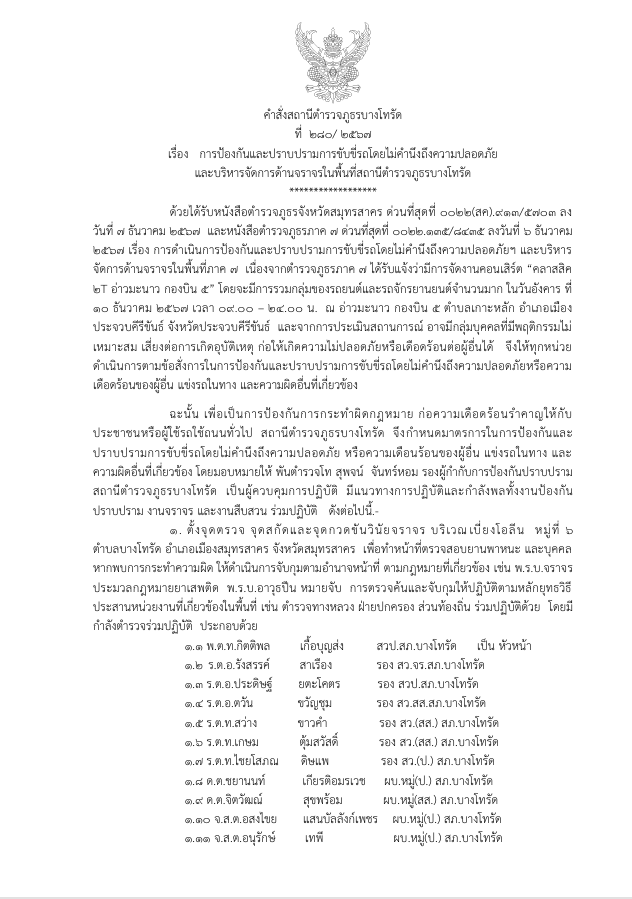 คำสั่งสถานีตำรวจภูธรบางโทรัด
ที่ ๒๘๐/ ๒๕๖๗
เรื่อง การป้องกันและปราบปรามการขับขี่รถโดยไม่คำนึงถึงความปลอดภัย
และบริหารจัดการด้านจราจรในพื้นที่สถานีตำรวจภูธรบางโทรัด
******************
ด้วยได้รับหนังสือตำรวจภูธรจังหวัดสมุทรสาคร ด่วนที่สุดที่ ๐๐๒๒(สค).๙๑๓/๕๗๐๓ ลง
วันที่ ๗ ธันวาคม ๒๕๖๗ และหนังสือตำรวจภูธรภาค ๗ ด่วนที่สุดที่ ๐๐๒๒.๑๓๕/๘๔๓๕ ลงวันที่ ๖ ธันวาคม
๒๕๖๗ เรื่อง การดำเนินการป้องกันและปราบปรามการขับขี่รถโดยไม่คำนึงถึงความปลอดภัยฯ และบริหาร
จัดการด้านจราจรในพื้นที่ภาค ๗ เนื่องจากตำรวจภูธรภาค ๗ ได้รับแจ้งว่ามีการจัดงานคอนเสิร์ต “คลาสสิค
๒T อ่าวมะนาว กองบิน ๕” โดยจะมีการรวมกลุ่มของรถยนต์และรถจักรยานยนต์จำนวนมาก ในวันอังคาร ที่
๑๐ ธันวาคม ๒๕๖๗ เวลา ๐๙.๐๐ – ๒๔.๐๐ น. ณ อ่าวมะนาว กองบิน ๕ ตำบลเกาะหลัก อำเภอเมือง
ประจวบคีรีขันธ์ จังหวัดประจวบคีรีขันธ์ และจากการประเมินสถานการณ์ อาจมีกลุ่มบุคคลที่มีพฤติกรรมไม่
เหมาะสม เสี่ยงต่อการเกิดอุบัติเหตุ ก่อให้เกิดความไม่ปลอดภัยหรือเดือดร้อนต่อผู้อื่นได้ จึงให้ทุกหน่วย
ดำเนินการตามข้อสั่งการในการป้องกันและปราบปรามการขับขี่รถโดยไม่คำนึงถึงความปลอดภัยหรือความ
เดือดร้อนของผู้อื่น แข่งรถในทาง และความผิดอื่นที่เกี่ยวข้อง
ฉะนั้น เพื่อเป็นการป้องกันการกระทำผิดกฎหมาย ก่อความเดือดร้อนรำคาญให้กับ
ประชาชนหรือผู้ใช้รถใช้ถนนทั่วไป สถานีตำรวจภูธรบางโทรัด จึงกำหนดมาตรการในการป้องกันและ
ปราบปรามการขับขี่รถโดยไม่คำนึงถึงความปลอดภัย หรือความเดือนร้อนของผู้อื่น แข่งรถในทาง และ
ความผิดอื่นที่เกี่ยวข้อง โดยมอบหมายให้ พันตำรวจโท สุพจน์ จันทร์หอม รองผู้กำกับการป้องกันปราบปราม
สถานีตำรวจภูธรบางโทรัด เป็นผู้ควบคุมการปฏิบัติ มีแนวทางการปฏิบัติและกำลังพลทั้งงานป้องกัน
ปราบปราม งานจราจร และงานสืบสวน ร่วมปฏิบัติ ดังต่อไปนี้.-
๑. ตั้งจุดตรวจ จุดสกัดและจุดกวดขันวินัยจราจร บริเวณเบี่ยงโอลีน หมู่ที่ ๖
ตำบลบางโทรัด อำเภอเมืองสมุทรสาคร จังหวัดสมุทรสาคร เพื่อทำหน้าที่ตรวจสอบยานพาหนะ และบุคคล
หากพบการกระทำความผิด ให้ดำเนินการจับกุมตามอำนาจหน้าที่ ตามกฎหมายที่เกี่ยวข้อง เช่น พ.ร.บ.จราจร
ประมวลกฎหมายยาเสพติด พ.ร.บ.อาวุธปืน หมายจับ การตรวจค้นและจับกุมให้ปฏิบัติตามหลักยุทธวิธี
ประสานหน่วยงานที่เกี่ยวข้องในพื้นที่ เช่น ตำรวจทางหลวง ฝ่ายปกครอง ส่วนท้องถิ่น ร่วมปฏิบัติด้วย โดยมี
กำลังตำรวจร่วมปฏิบัติ ประกอบด้วย
๑.๑ พ.ต.ท.กิตติพล เกื้อบุญส่ง สวป.สภ.บางโทรัด เป็น หัวหน้า
๑.๒ ร.ต.อ.รังสรรค์ สาเรือง รอง สว.จร.สภ.บางโทรัด
๑.๓ ร.ต.อ.ประดิษฐ์ ยตะโคตร รอง สวป.สภ.บางโทรัด
๑.๔ ร.ต.อ.ตวัน ขวัญชุม รอง สว.สส.สภ.บางโทรัด
๑.๕ ร.ต.ท.สว่าง ขาวคำ รอง สว.(สส.) สภ.บางโทรัด
๑.๖ ร.ต.ท.เกษม ตุ้มสวัสดิ์ รอง สว.(สส.) สภ.บางโทรัด
๑.๗ ร.ต.ท.ไชยโสภณ ดิษแพ รอง สว.(ป.) สภ.บางโทรัด
๑.๘ ด.ต.ชยานนท์ เกียรติอมรเวช ผบ.หมู่(ป.) สภ.บางโทรัด
๑.๙ ด.ต.จิตวัฒณ์ สุขพร้อม ผบ.หมู่(สส.) สภ.บางโทรัด
๑.๑๐ จ.ส.ต.อสงไขย แสนบัลลังก์เพชร ผบ.หมู่(ป.) สภ.บางโทรัด
๑.๑๑ จ.ส.ต.อนุรักษ์ เทพี ผบ.หมู่(ป.) สภ.บางโทรัด